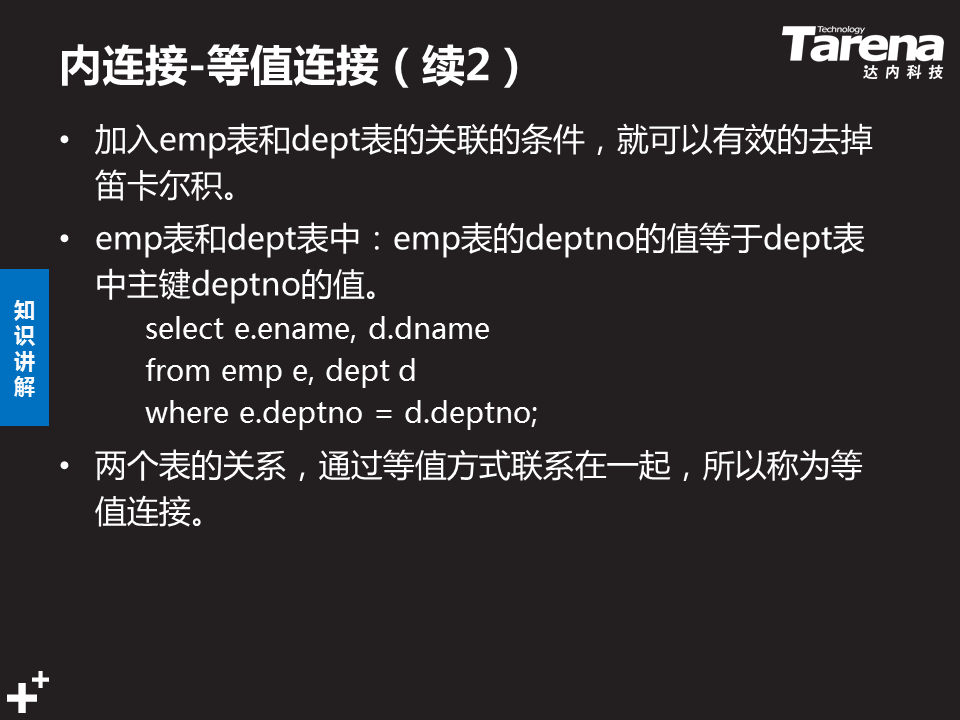 内连接-等值连接（续2）
Technology
Tarena
达内科技
• 加入emp表和dept表的关联的条件，就可以有效的去掉
笛卡尔积。
• emp表和dept表中：emp表的deptno的值等于dept表
中主键deptno的值。
select e.ename, d.dname
from emp e, dept d
where e.deptno = d.deptno;
• 两个表的关系，通过等值方式联系在一起，所以称为等
值连接。
知
识
讲
解